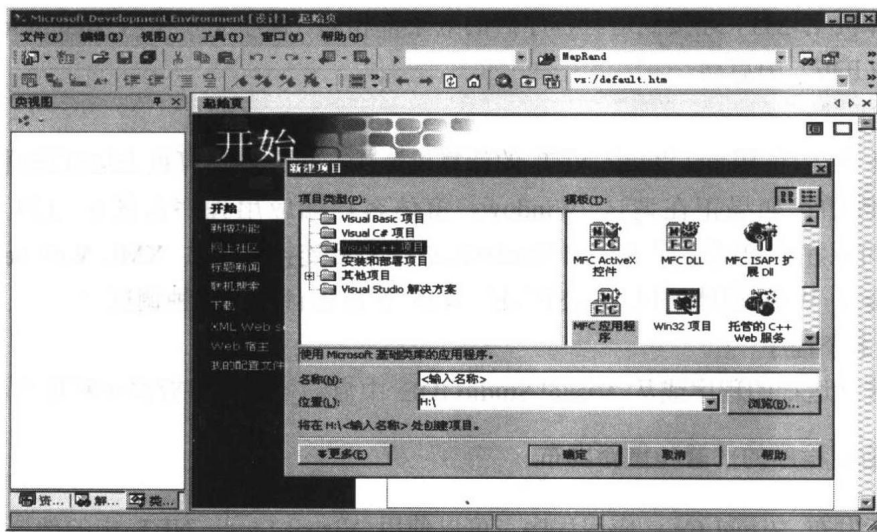 Microsoft Development Environment [设计] - 起始页
文件(F) 编辑(E) 视图(V) 工具(T) 窗口(W) 帮助(H)
MapRand
vs:/default.htm
类视图
起始页
开始
开始
新增功能
网上社区
标题新闻
联机搜索
下载
XML Web se
Web 宿主
我的配置文件
新建项目
项目类型(P):
Visual Basic 项目
Visual C# 项目
Visual C++ 项目
安装和部署项目
其他项目
Visual Studio 解决方案
模板(T):
MFC ActiveX 控件
MFC DLL
MFC ISAPI 扩展 Dll
MFC 应用程序
Win32 项目
托管的 C++ Web 服务
使用 Microsoft 基础类库的应用程序。
名称(N): <输入名称>
位置(L): H:\ 浏览(B)...
将在 H:\<输入名称> 处创建项目。
更多(E) 确定 取消 帮助
资... 解... 类...